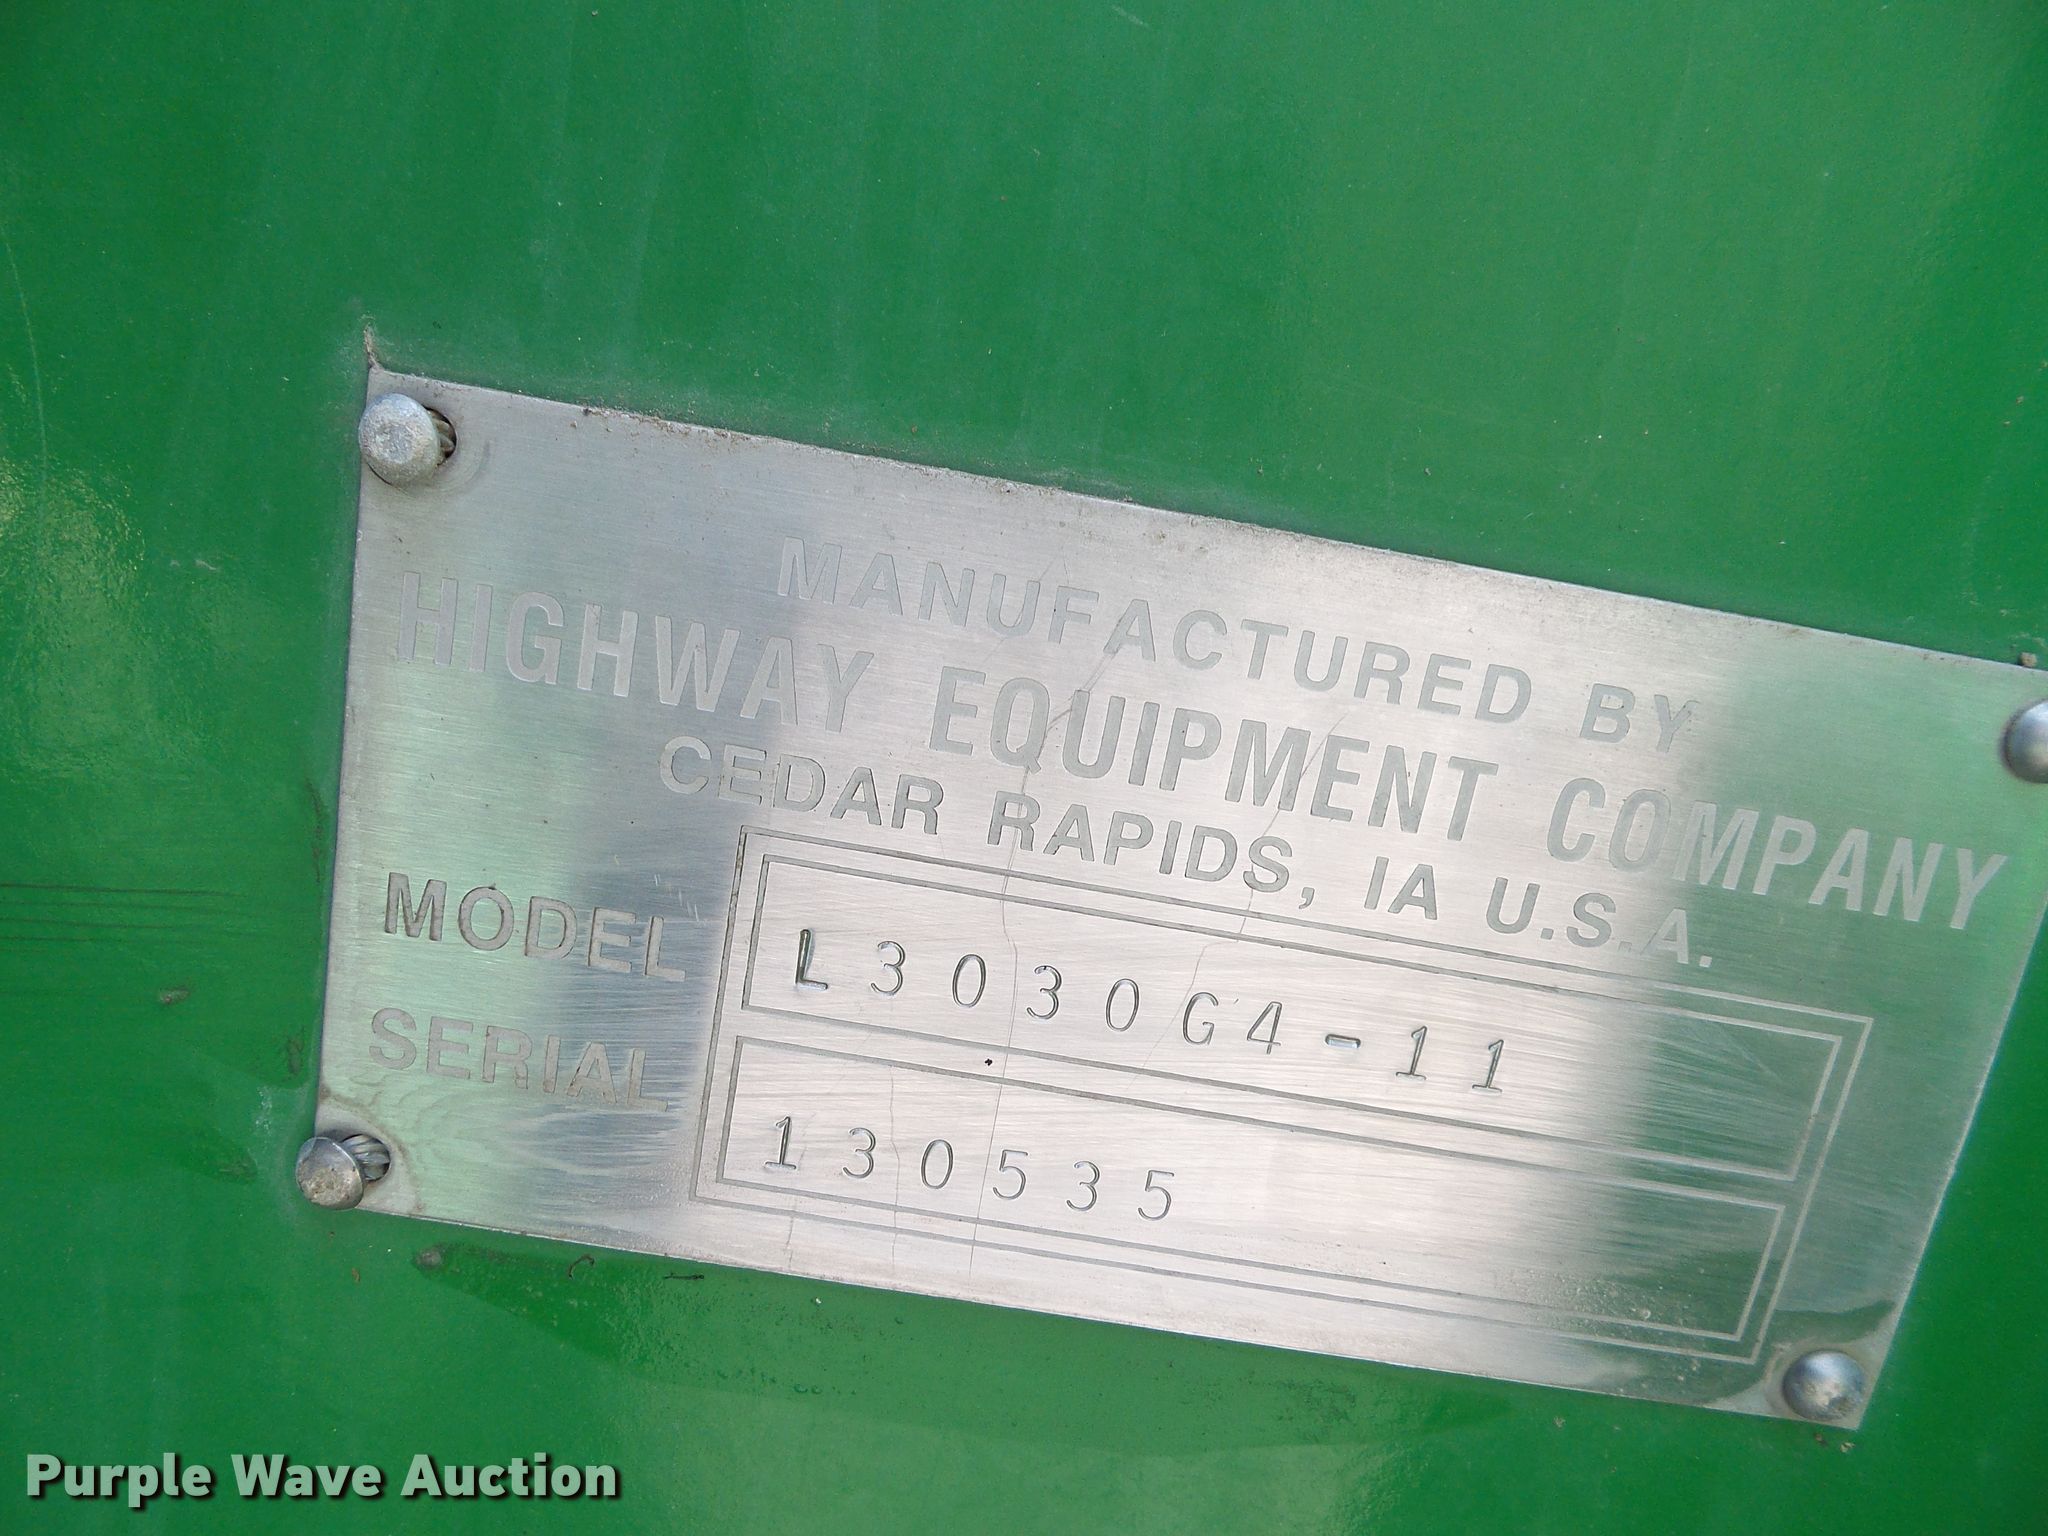 MANUFACTURED BY
HIGHWAY EQUIPMENT COMPANY
CEDAR RAPIDS, IA U.S.A.
MODEL L3030G4-11
SERIAL 130535
Purple Wave Auction